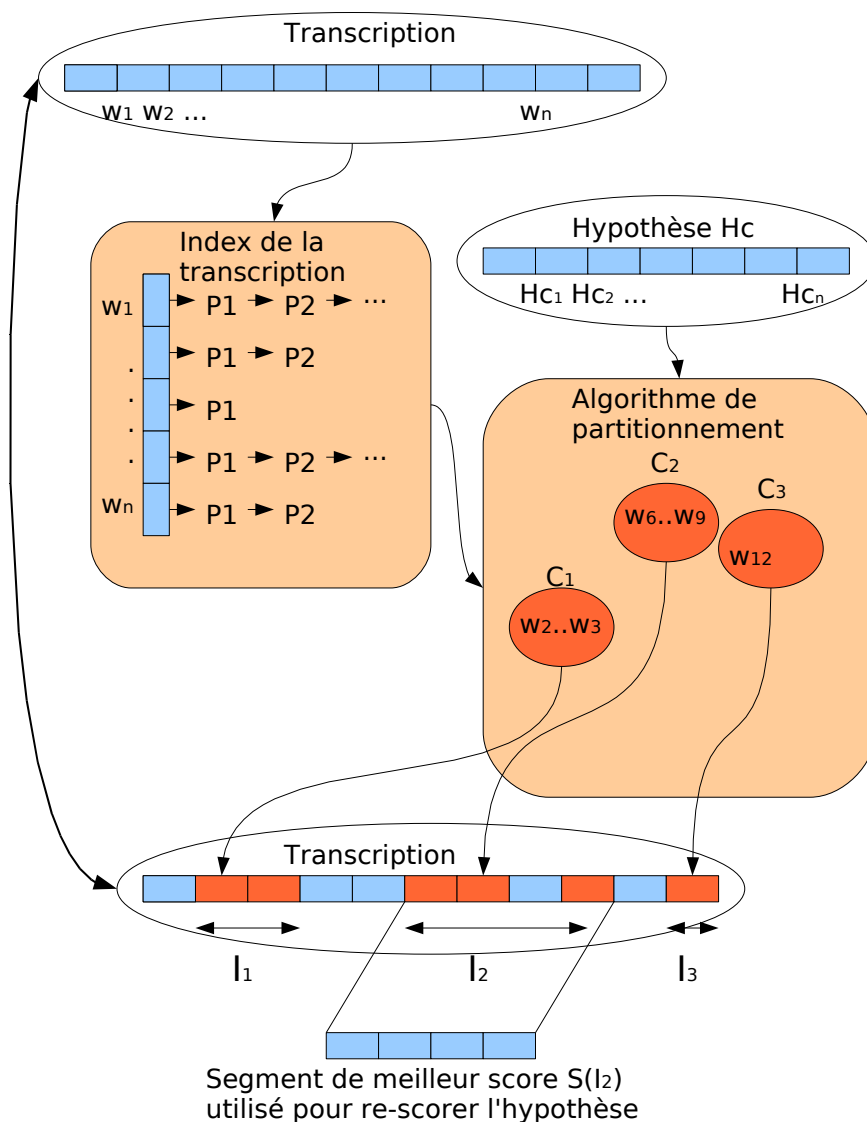 Transcription
w1 w2 ... wn
Index de la
transcription
w1 P1 P2 ...
. P1 P2
. P1
. P1 P2 ...
wn P1 P2
Hypothèse Hc
Hc1 Hc2 ... Hcn
Algorithme de
partitionnement
C2
C3
w6..w9
w12
C1
w2..w3
Transcription
I1 I2 I3
Segment de meilleur score S(I2)
utilisé pour re-scorer l'hypothèse